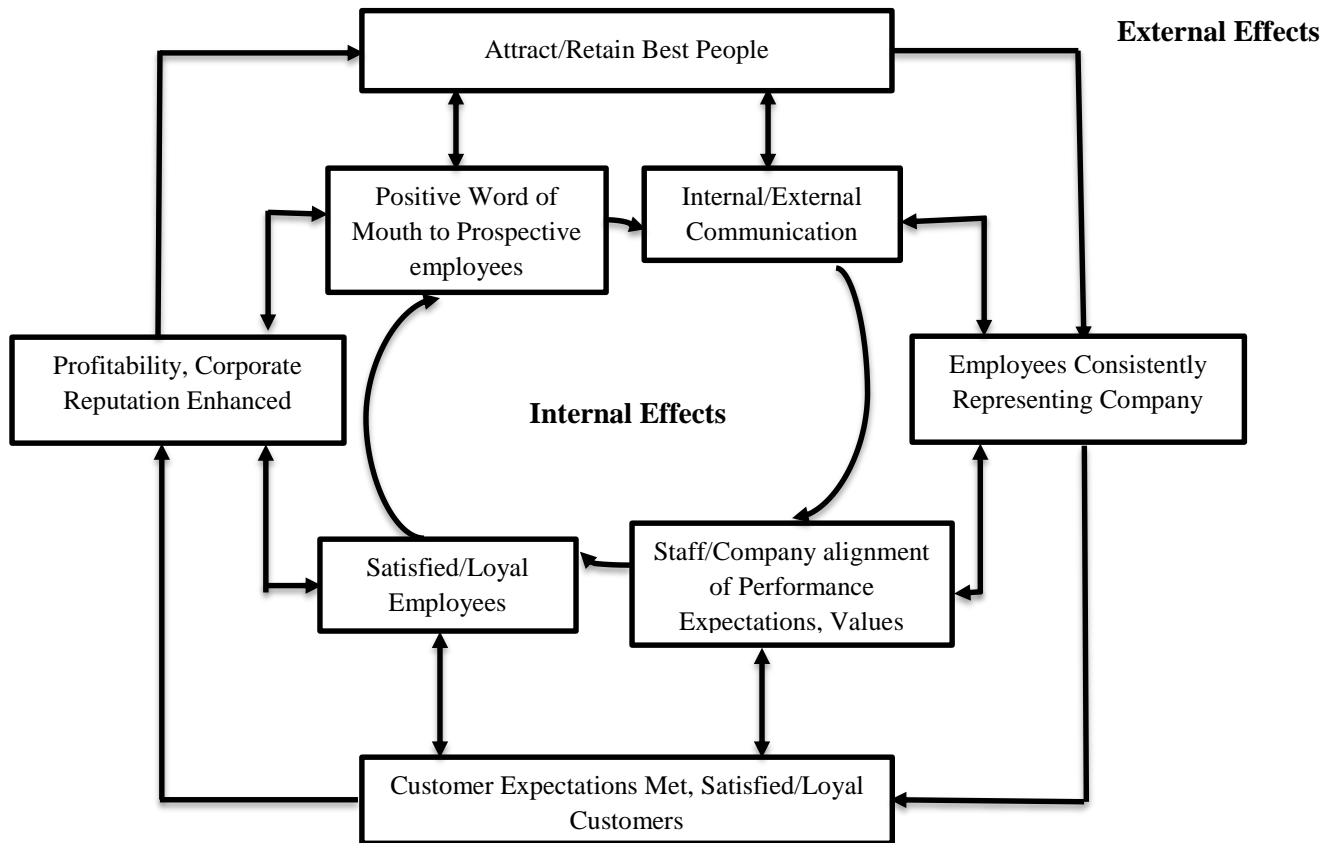 External Effects
Attract/Retain Best People
Positive Word of
Mouth to Prospective
employees
Internal/External
Communication
Profitability, Corporate
Reputation Enhanced
Employees Consistently
Representing Company
Internal Effects
Satisfied/Loyal
Employees
Staff/Company alignment
of Performance
Expectations, Values
Customer Expectations Met, Satisfied/Loyal
Customers